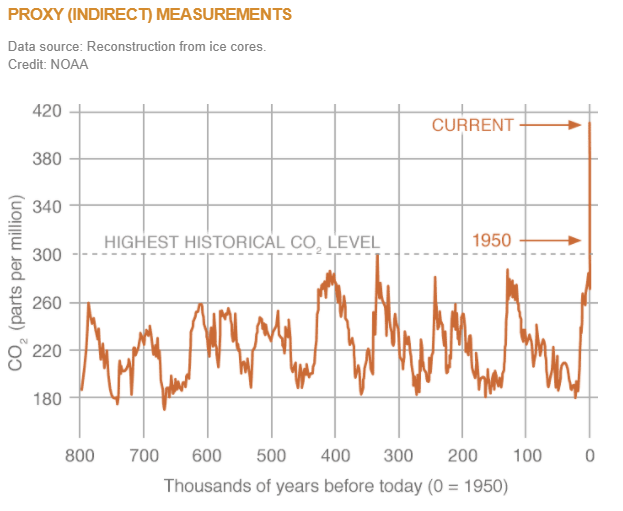 PROXY (INDIRECT) MEASUREMENTS
Data source: Reconstruction from ice cores.
Credit: NOAA
420
CURRENT
380
340
HIGHEST HISTORICAL CO₂ LEVEL
1950
300
260
220
180
CO₂ (parts per million)
800 700 600 500 400 300 200 100 0
Thousands of years before today (0 = 1950)